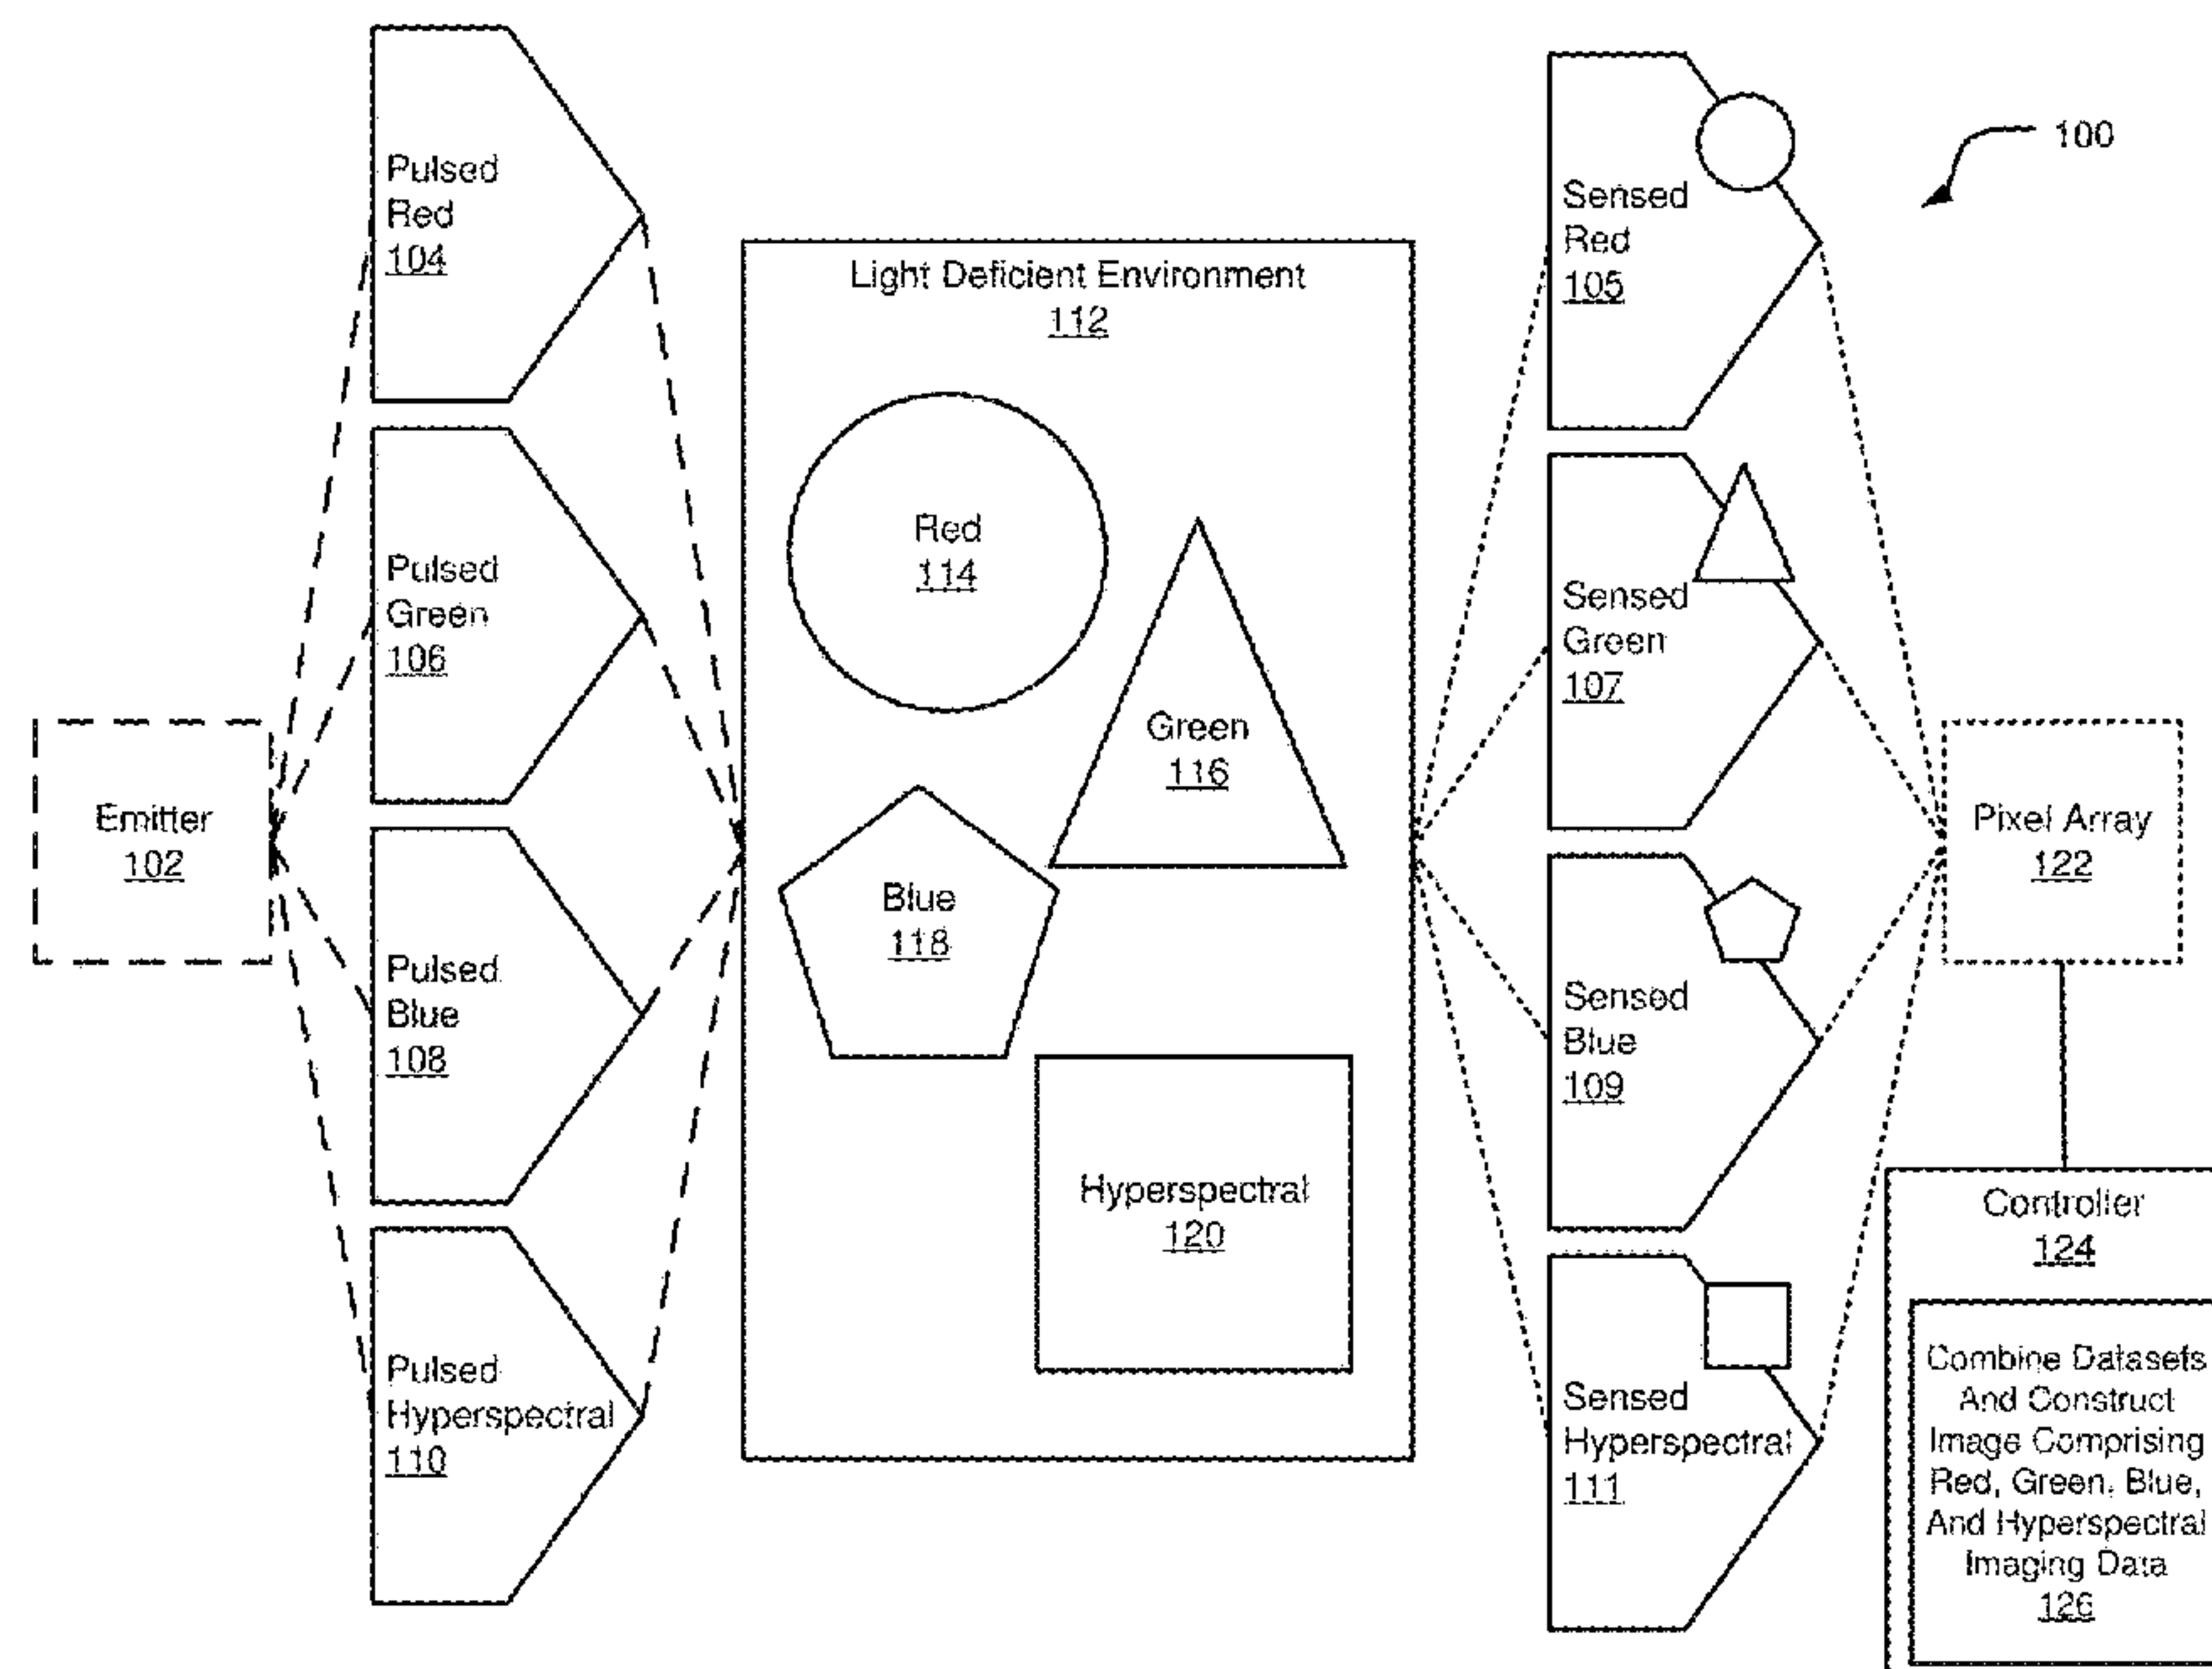 100
Pulsed
Red
104
Pulsed
Green
106
Pulsed
Blue
108
Pulsed
Hyperspectral
110
Emitter
102
Light Deficient Environment
112
Red
114
Green
116
Blue
118
Hyperspectral
120
Sensed
Red
105
Sensed
Green
107
Sensed
Blue
109
Sensed
Hyperspectral
111
Pixel Array
122
Controller
124
Combine Datasets
And Construct
Image Comprising
Red, Green, Blue,
And Hyperspectral
Imaging Data
126